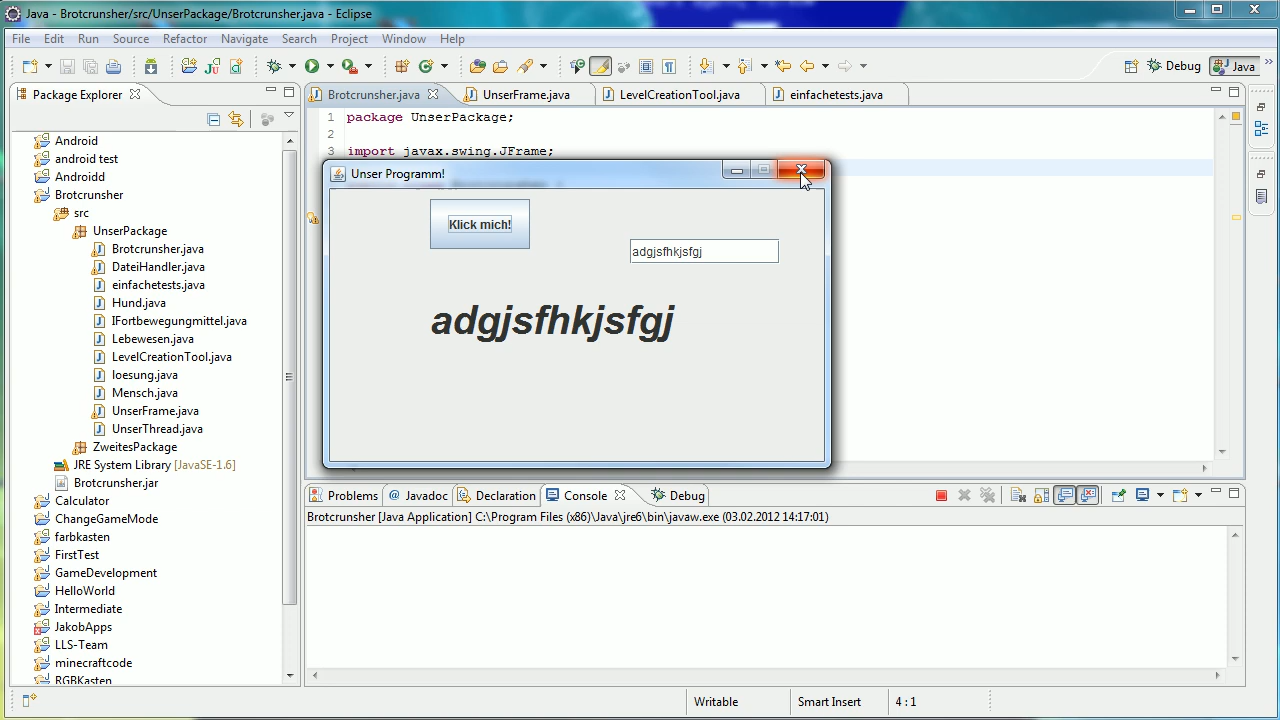 Java - Brotcrunsher/src/UnserPackage/Brotcrunsher.java - Eclipse
File Edit Run Source Refactor Navigate Search Project Window Help
Debug Java
Package Explorer
Brotcrunsher.java UnserFrame.java LevelCreationTool.java einfachetests.java
Android
android test
Androidd
Brotcrunsher
src
UnserPackage
Brotcrunsher.java
DateiHandler.java
einfachetests.java
Hund.java
IFortbewegungmittel.java
Lebewesen.java
LevelCreationTool.java
loesung.java
Mensch.java
UnserFrame.java
UnserThread.java
ZweitesPackage
JRE System Library [JavaSE-1.6]
Brotcrunsher.jar
Calculator
ChangeGameMode
farbkasten
FirstTest
GameDevelopment
HelloWorld
Intermediate
JakobApps
LLS-Team
minecraftcode
RGBKasten
1 package UnserPackage;
2
3 import javax.swing.JFrame;
Unser Programm!
Klick mich!
adgjsfhkjsfgj
adgjsfhkjsfgj
Problems Javadoc Declaration Console Debug
Brotcrunsher [Java Application] C:\Program Files (x86)\Java\jre6\bin\javaw.exe (03.02.2012 14:17:01)
Writable Smart Insert 4 : 1